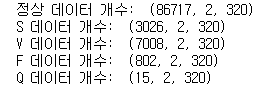 정상 데이터 개수:  (86717, 2, 320)
S 데이터 개수:  (3026, 2, 320)
V 데이터 개수:  (7008, 2, 320)
F 데이터 개수:  (802, 2, 320)
Q 데이터 개수:  (15, 2, 320)